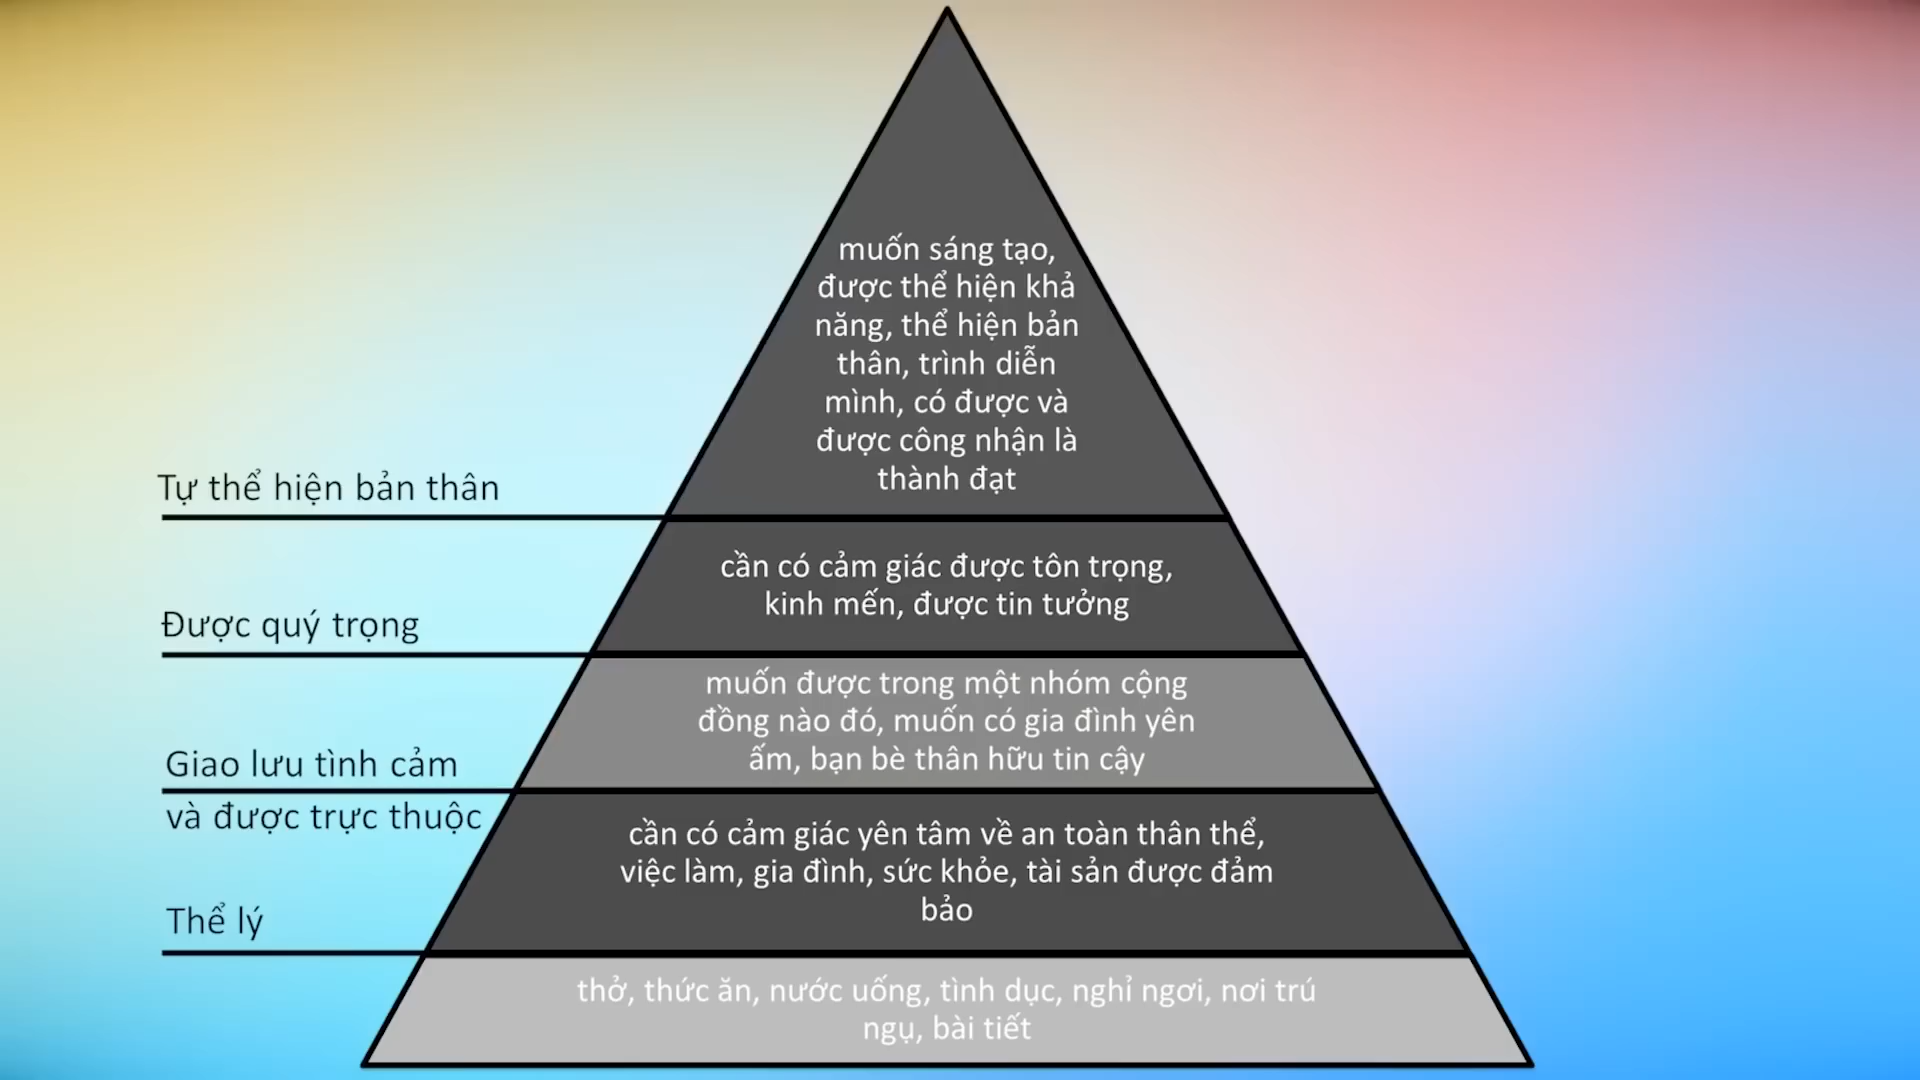 muốn sáng tạo,
được thể hiện khả
năng, thể hiện bản
thân, trình diễn
mình, có được và
được công nhận là
thành đạt
Tự thể hiện bản thân
cần có cảm giác được tôn trọng,
kinh mến, được tin tưởng
Được quý trọng
muốn được trong một nhóm cộng
đồng nào đó, muốn có gia đình yên
ấm, bạn bè thân hữu tin cậy
Giao lưu tình cảm
và được trực thuộc
cần có cảm giác yên tâm về an toàn thân thể,
việc làm, gia đình, sức khỏe, tài sản được đảm
bảo
Thể lý
thở, thức ăn, nước uống, tình dục, nghỉ ngơi, nơi trú
ngụ, bài tiết